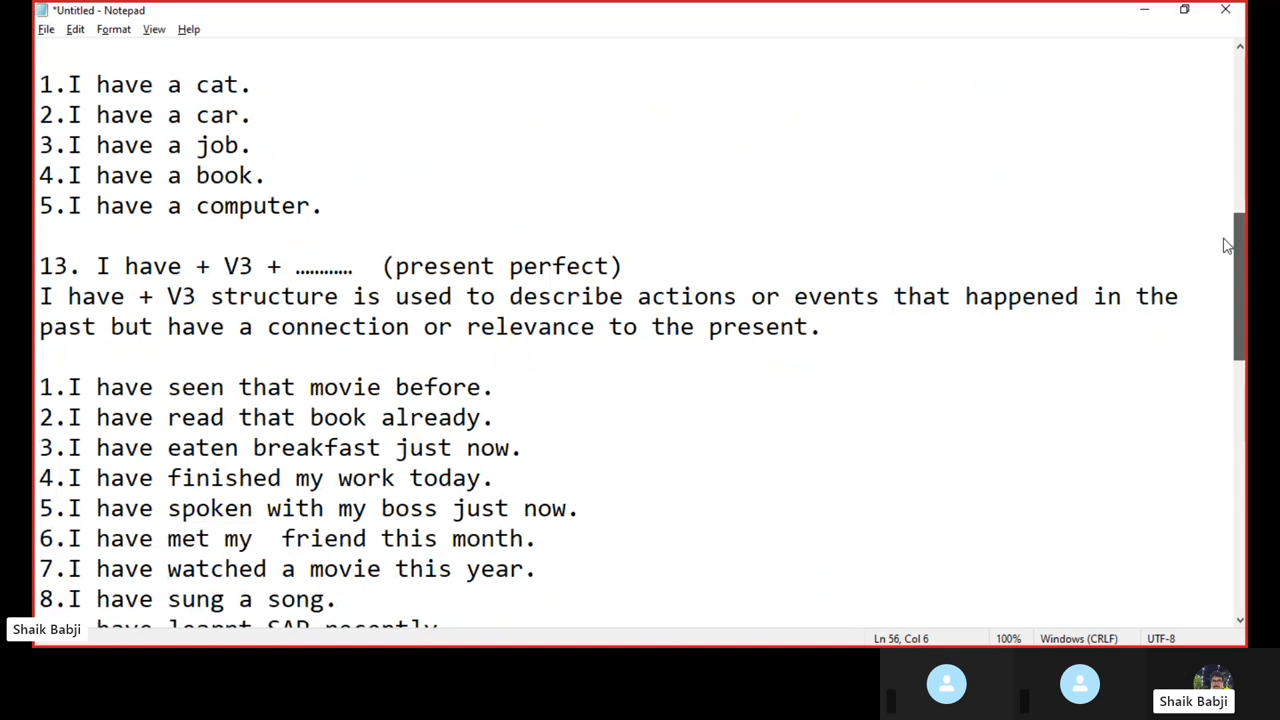 *Untitled - Notepad
File Edit Format View Help
1.I have a cat.
2.I have a car.
3.I have a job.
4.I have a book.
5.I have a computer.
13. I have + V3 + ………… (present perfect)
I have + V3 structure is used to describe actions or events that happened in the
past but have a connection or relevance to the present.
1.I have seen that movie before.
2.I have read that book already.
3.I have eaten breakfast just now.
4.I have finished my work today.
5.I have spoken with my boss just now.
6.I have met my  friend this month.
7.I have watched a movie this year.
8.I have sung a song.
have learnt SAP recently
Shaik Babji
Ln 56, Col 6 100% Windows (CRLF) UTF-8
Shaik Babji